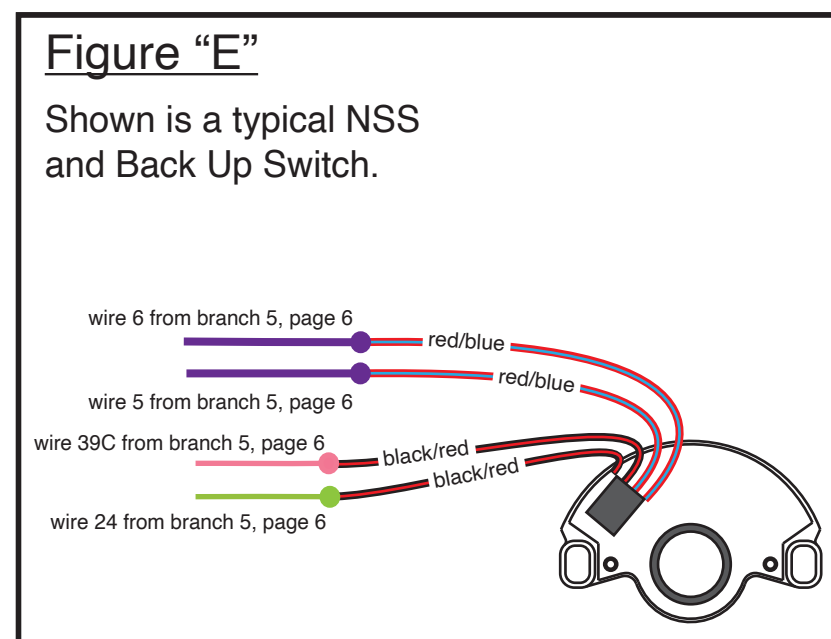 Figure “E”
Shown is a typical NSS
and Back Up Switch.
wire 6 from branch 5, page 6
red/blue
red/blue
wire 5 from branch 5, page 6
wire 39C from branch 5, page 6
black/red
black/red
wire 24 from branch 5, page 6